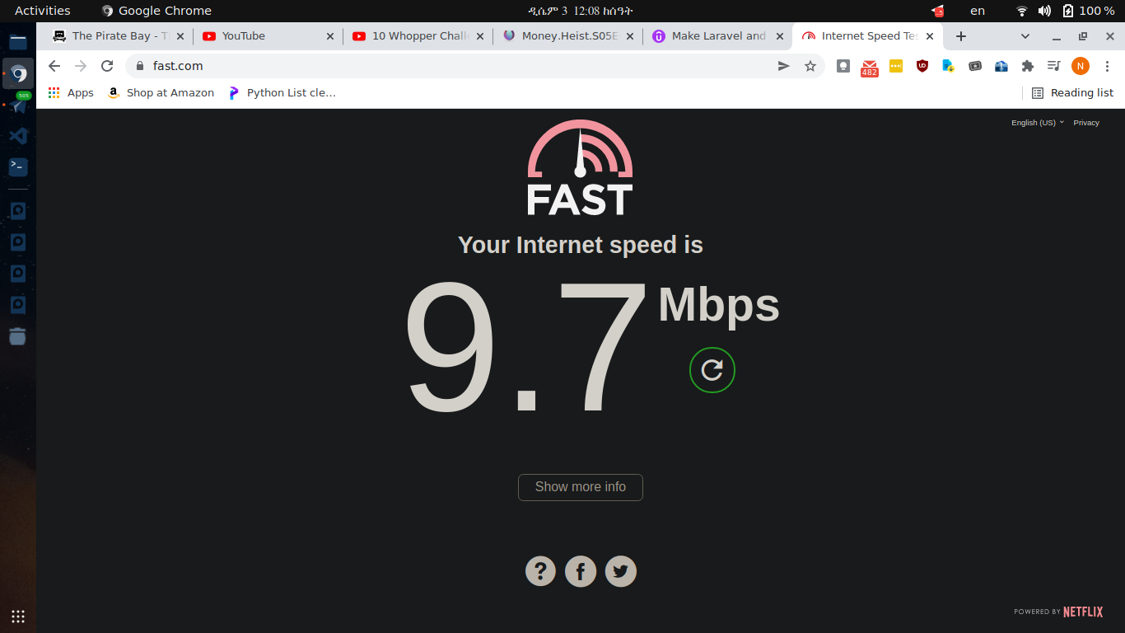 Activities
Google Chrome
ዲሴም 3 12:08 ከሰዓት
en
100 %
The Pirate Bay - T
YouTube
10 Whopper Chall
Money.Heist.S05E
Make Laravel and
Internet Speed Tes
fast.com
482
Apps
Shop at Amazon
Python List cle...
Reading list
505
English (US)
Privacy
FAST
Your Internet speed is
9.7 Mbps
Show more info
POWERED BY NETFLIX